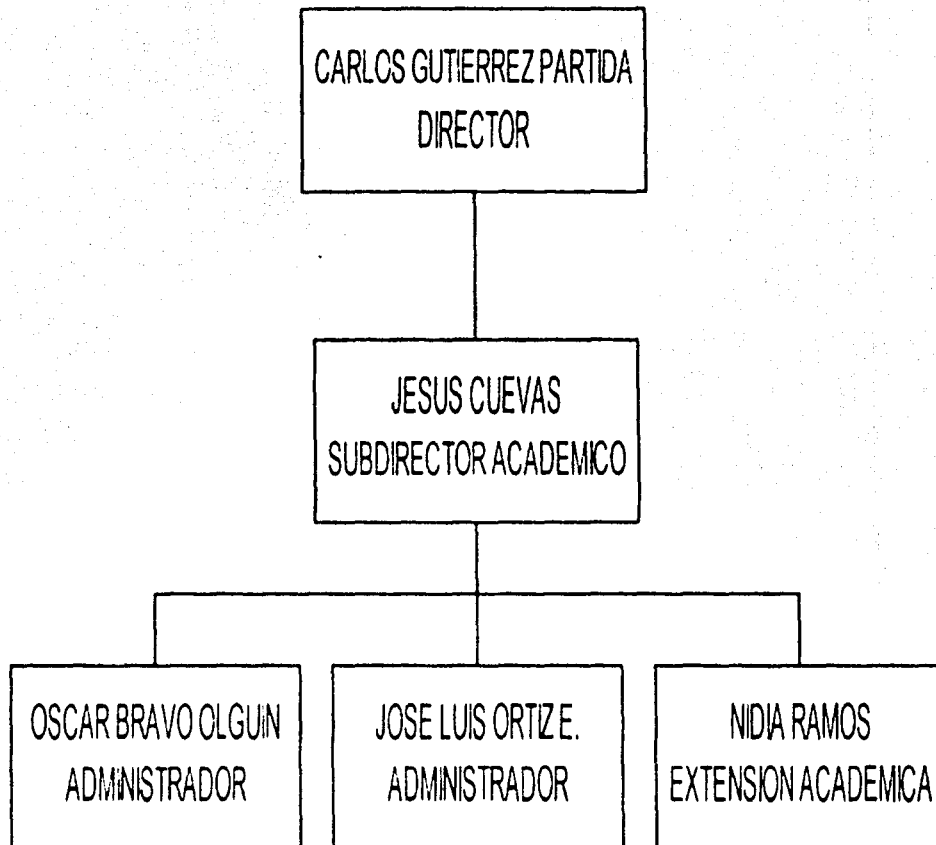 CARLOS GUTIERREZ PARTIDA
DIRECTOR
JESUS CUEVAS
SUBDIRECTOR ACADEMICO
OSCAR BRAVO OLGUIN
ADMINISTRADOR
JOSE LUIS ORTIZ E.
ADMINISTRADOR
NIDIA RAMOS
EXTENSION ACADEMICA